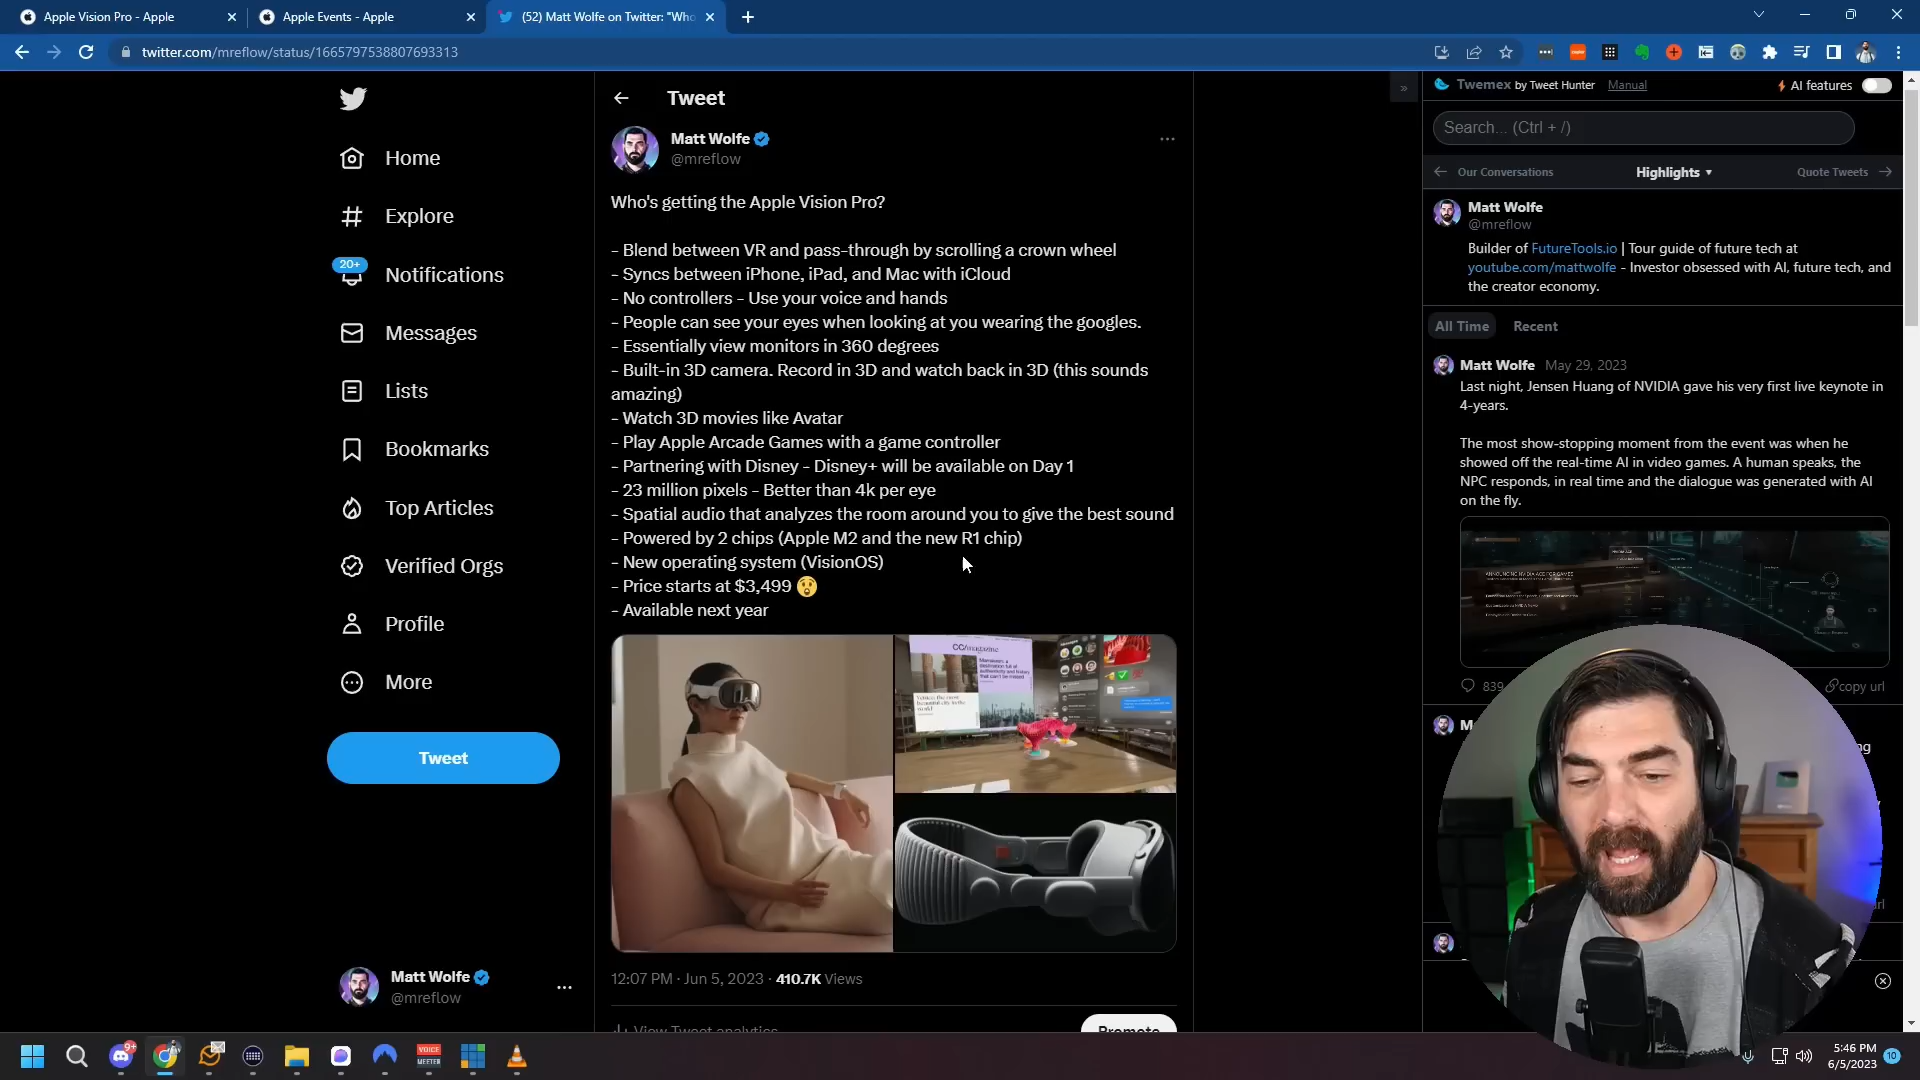 Apple Vision Pro - Apple
Apple Events - Apple
(52) Matt Wolfe on Twitter: "Who
twitter.com/mreflow/status/1665797538807693313
Home
Explore
20+
Notifications
Messages
Lists
Bookmarks
Top Articles
Verified Orgs
Profile
More
Tweet
Matt Wolfe
@mreflow
Tweet
Matt Wolfe
@mreflow
Who's getting the Apple Vision Pro?
- Blend between VR and pass-through by scrolling a crown wheel
- Syncs between iPhone, iPad, and Mac with iCloud
- No controllers - Use your voice and hands
- People can see your eyes when looking at you wearing the googles.
- Essentially view monitors in 360 degrees
- Built-in 3D camera. Record in 3D and watch back in 3D (this sounds
amazing)
- Watch 3D movies like Avatar
- Play Apple Arcade Games with a game controller
- Partnering with Disney - Disney+ will be available on Day 1
- 23 million pixels - Better than 4k per eye
- Spatial audio that analyzes the room around you to give the best sound
- Powered by 2 chips (Apple M2 and the new R1 chip)
- New operating system (VisionOS)
- Price starts at $3,499 😲
- Available next year
CC/magazine
12:07 PM · Jun 5, 2023 · 410.7K Views
View Tweet analytics
Promote
Twemex by Tweet Hunter Manual
AI features
Search... (Ctrl + /)
Our Conversations
Highlights
Quote Tweets
Matt Wolfe
@mreflow
Builder of FutureTools.io | Tour guide of future tech at
youtube.com/mattwolfe - Investor obsessed with AI, future tech, and
the creator economy.
All Time
Recent
Matt Wolfe May 29, 2023
Last night, Jensen Huang of NVIDIA gave his very first live keynote in
4-years.
The most show-stopping moment from the event was when he
showed off the real-time AI in video games. A human speaks, the
NPC responds, in real time and the dialogue was generated with AI
on the fly.
ANNOUNCING NVIDIA ACE FOR GAMES
839
copy url
9+
VOICE
MEETER
5:46 PM
6/5/2023
10